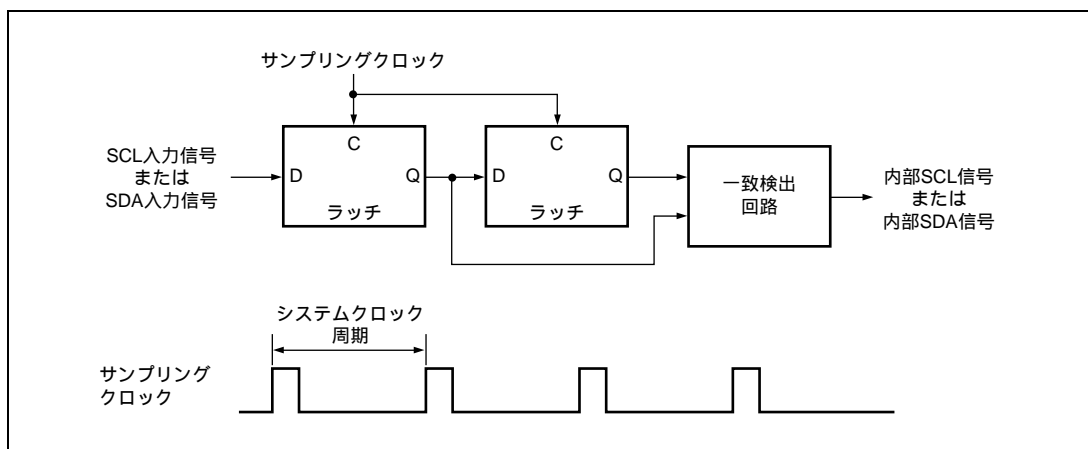 サンプリングクロック
SCL入力信号
または
SDA入力信号
C
D
Q
ラッチ
C
D
Q
ラッチ
一致検出
回路
内部SCL信号
または
内部SDA信号
システムクロック
周期
サンプリング
クロック